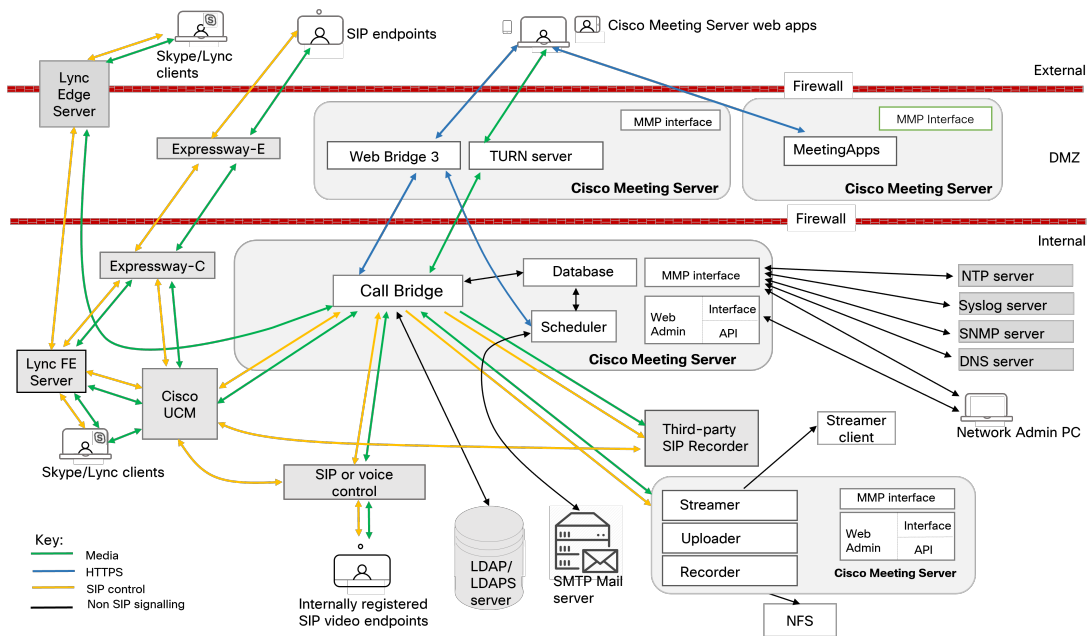 Skype/Lync
clients
SIP endpoints
Cisco Meeting Server web apps
External
Lync
Edge
Server
Firewall
MMP interface
MMP Interface
Expressway-E
Web Bridge 3
TURN server
MeetingApps
DMZ
Cisco Meeting Server
Cisco Meeting Server
Firewall
Internal
Expressway-C
Call Bridge
Database
MMP interface
Scheduler
Web
Admin
Interface
API
Cisco Meeting Server
NTP server
Syslog server
SNMP server
DNS server
Lync FE
Server
Cisco
UCM
S
S
Skype/Lync clients
Third-party
SIP Recorder
Streamer
client
Network Admin PC
SIP or voice
control
Streamer
Uploader
Recorder
MMP interface
Web
Admin
Interface
API
Cisco Meeting Server
NFS
LDAP/
LDAPS
server
SMTP Mail
server
Internally registered
SIP video endpoints
Key:
Media
HTTPS
SIP control
Non SIP signalling